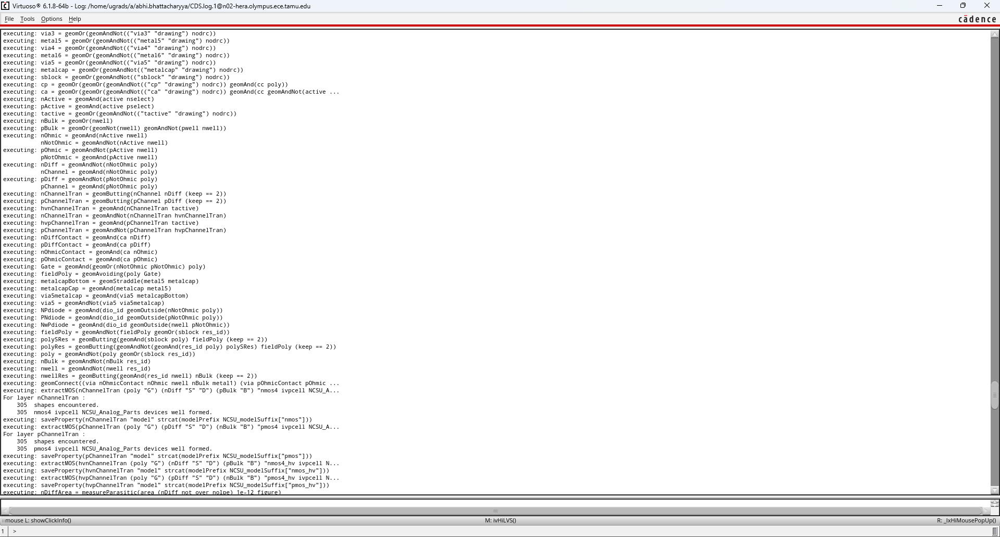 Virtuoso® 6.1.8-64b - Log: /home/ugrads/a/abhi.bhattacharyya/CDS.log.1@n02-hera.olympus.ece.tamu.edu
File Tools Options Help
cādence
executing: via3 = geomOr(geomAndNot(("via3" "drawing") nodrc))
executing: metal5 = geomOr(geomAndNot(("metal5" "drawing") nodrc))
executing: via4 = geomOr(geomAndNot(("via4" "drawing") nodrc))
executing: metal6 = geomOr(geomAndNot(("metal6" "drawing") nodrc))
executing: via5 = geomOr(geomAndNot(("via5" "drawing") nodrc))
executing: metalcap = geomOr(geomAndNot(("metalcap" "drawing") nodrc))
executing: sblock = geomOr(geomAndNot(("sblock" "drawing") nodrc))
executing: cp = geomOr(geomOr(geomAndNot(("cp" "drawing") nodrc)) geomAnd(cc poly))
executing: ca = geomOr(geomOr(geomAndNot(("ca" "drawing") nodrc)) geomAnd(cc geomAndNot(active ...
executing: nActive = geomAnd(active nselect)
executing: pActive = geomAnd(active pselect)
executing: tactive = geomOr(geomAndNot(("tactive" "drawing") nodrc))
executing: nBulk = geomOr(nwell)
executing: pBulk = geomOr(geomNot(nwell) geomAndNot(pwell nwell))
executing: nOhmic = geomAnd(nActive nwell)
nNotOhmic = geomAndNot(nActive nwell)
executing: pOhmic = geomAndNot(pActive nwell)
pNotOhmic = geomAnd(pActive nwell)
executing: nDiff = geomAndNot(nNotOhmic poly)
nChannel = geomAnd(nNotOhmic poly)
executing: pDiff = geomAndNot(pNotOhmic poly)
pChannel = geomAnd(pNotOhmic poly)
executing: nChannelTran = geomButting(nChannel nDiff (keep == 2))
executing: pChannelTran = geomButting(pChannel pDiff (keep == 2))
executing: hvnChannelTran = geomAnd(nChannelTran tactive)
executing: nChannelTran = geomAndNot(nChannelTran hvnChannelTran)
executing: hvpChannelTran = geomAnd(pChannelTran tactive)
executing: pChannelTran = geomAndNot(pChannelTran hvpChannelTran)
executing: nDiffContact = geomAnd(ca nDiff)
executing: pDiffContact = geomAnd(ca pDiff)
executing: nOhmicContact = geomAnd(ca nOhmic)
executing: pOhmicContact = geomAnd(ca pOhmic)
executing: Gate = geomAnd(geomOr(nNotOhmic pNotOhmic) poly)
executing: fieldPoly = geomAvoiding(poly Gate)
executing: metalcapBottom = geomStraddle(metal5 metalcap)
executing: metalcapCap = geomAnd(metalcap metal5)
executing: via5metalcap = geomAnd(via5 metalcapBottom)
executing: via5 = geomAndNot(via5 via5metalcap)
executing: NPdiode = geomAnd(dio_id geomOutside(nNotOhmic poly))
executing: PNdiode = geomAnd(dio_id geomOutside(pNotOhmic poly))
executing: NwPdiode = geomAnd(dio_id geomOutside(nwell pNotOhmic))
executing: fieldPoly = geomAndNot(fieldPoly geomOr(sblock res_id))
executing: polySRes = geomButting(geomAnd(sblock poly) fieldPoly (keep == 2))
executing: polyRes = geomButting(geomAndNot(geomAnd(res_id poly) polySRes) fieldPoly (keep == 2))
executing: poly = geomAndNot(poly geomOr(sblock res_id))
executing: nBulk = geomAndNot(nBulk res_id)
executing: nwell = geomAndNot(nwell res_id)
executing: nwellRes = geomButting(geomAnd(res_id nwell) nBulk (keep == 2))
executing: geomConnect((via nOhmicContact nOhmic nwell nBulk metal1) (via pOhmicContact pOhmic ...
executing: extractMOS(nChannelTran (poly "G") (nDiff "S" "D") (pBulk "B") "nmos4 ivpcell NCSU_A...
For layer nChannelTran :
305 shapes encountered.
305 nmos4 ivpcell NCSU_Analog_Parts devices well formed.
executing: saveProperty(nChannelTran "model" strcat(modelPrefix NCSU_modelSuffix["nmos"]))
executing: extractMOS(pChannelTran (poly "G") (pDiff "S" "D") (nBulk "B") "pmos4 ivpcell NCSU_A...
For layer pChannelTran :
305 shapes encountered.
305 pmos4 ivpcell NCSU_Analog_Parts devices well formed.
executing: saveProperty(pChannelTran "model" strcat(modelPrefix NCSU_modelSuffix["pmos"]))
executing: extractMOS(hvnChannelTran (poly "G") (nDiff "S" "D") (pBulk "B") "nmos4_hv ivpcell N...
executing: saveProperty(hvnChannelTran "model" strcat(modelPrefix NCSU_modelSuffix["nmos_hv"]))
executing: extractMOS(hvpChannelTran (poly "G") (pDiff "S" "D") (nBulk "B") "pmos4_hv ivpcell N...
executing: saveProperty(hvpChannelTran "model" strcat(modelPrefix NCSU_modelSuffix["pmos_hv"]))
executing: nDiffArea = measureParasitic(area (nDiff not_over nolpe) 1e-12 figure)
mouse L: showClickInfo() M: ivHiLVS() R: _lxHiMousePopUp()
1 >